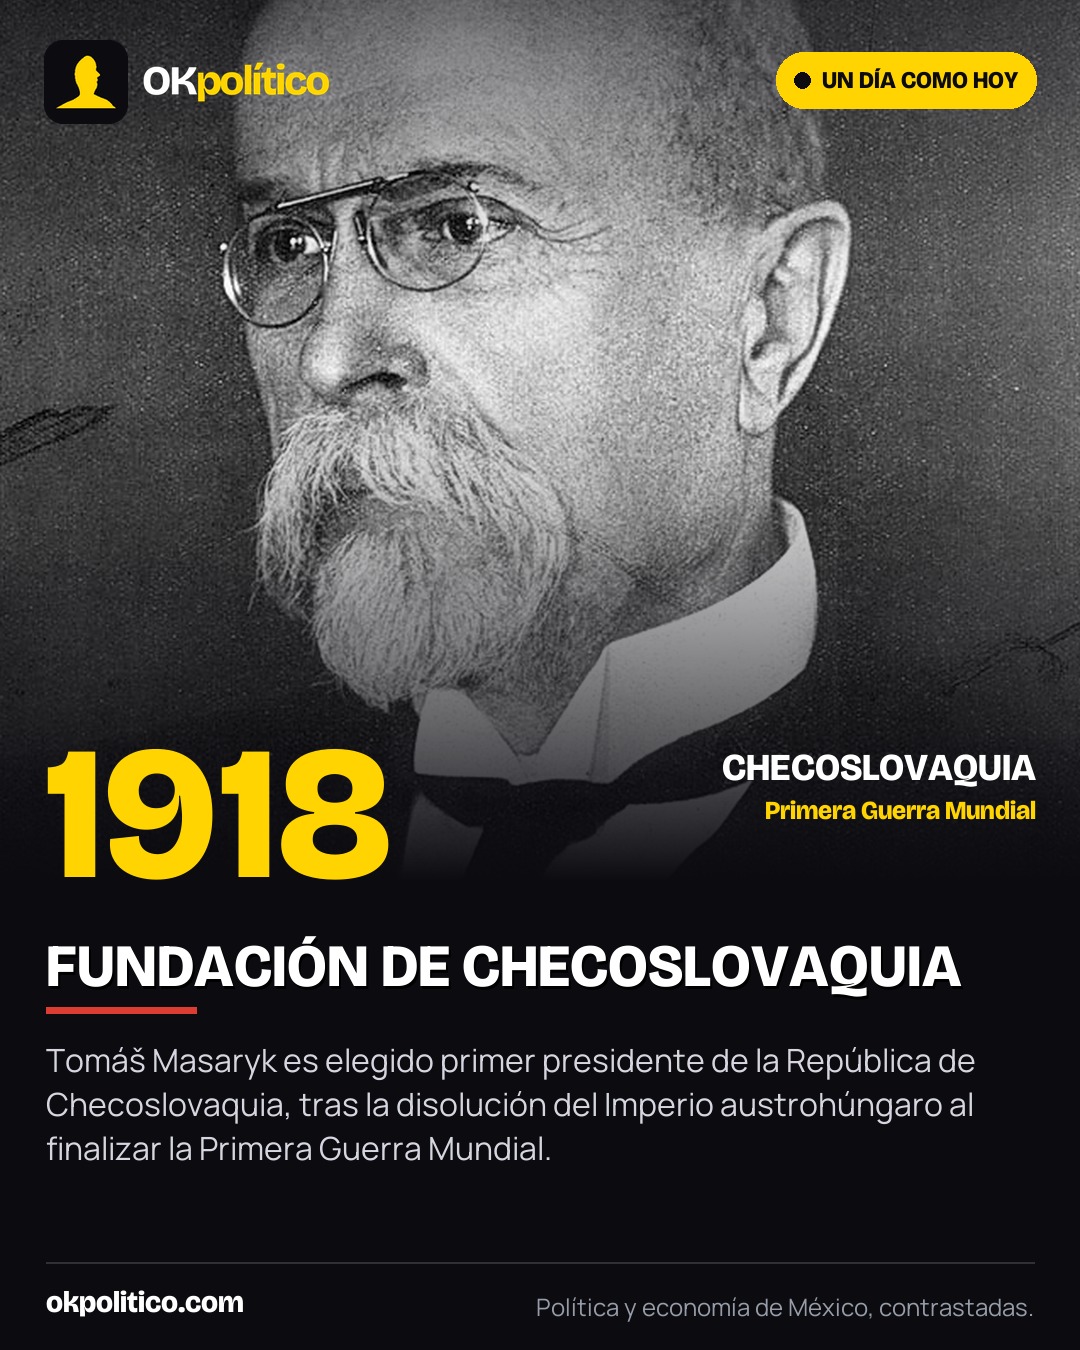 OKpolítico
UN DÍA COMO HOY
1918
CHECOSLOVAQUIA
Primera Guerra Mundial
FUNDACIÓN DE CHECOSLOVAQUIA
Tomáš Masaryk es elegido primer presidente de la República de
Checoslovaquia, tras la disolución del Imperio austrohúngaro al
finalizar la Primera Guerra Mundial.
okpolitico.com
Política y economía de México, contrastadas.